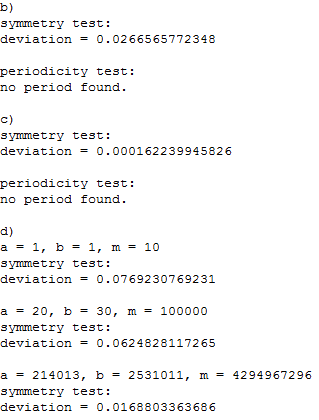 b)
symmetry test:
deviation = 0.0266565772348
periodicity test:
no period found.
c)
symmetry test:
deviation = 0.000162239945826
periodicity test:
no period found.
d)
a = 1, b = 1, m = 10
symmetry test:
deviation = 0.0769230769231
a = 20, b = 30, m = 100000
symmetry test:
deviation = 0.0624828117265
a = 214013, b = 2531011, m = 4294967296
symmetry test:
deviation = 0.0168803363686